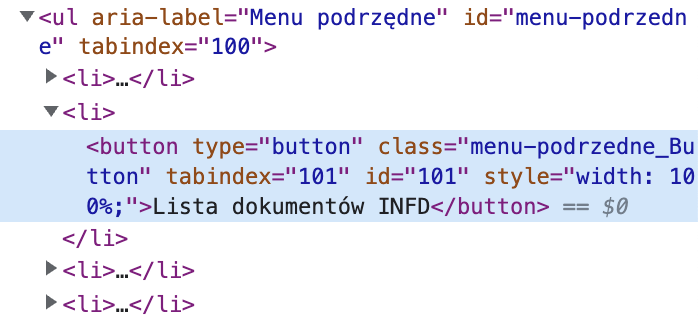 ▼<ul aria-label="Menu podrzędne" id="menu-podrzedn
e" tabindex="100">
▶<li>…</li>
▼<li>
<button type="button" class="menu-podrzedne_Bu
tton" tabindex="101" id="101" style="width: 10
0%;">Lista dokumentów INFD</button> == $0
</li>
▶<li>…</li>
▶<li>…</li>